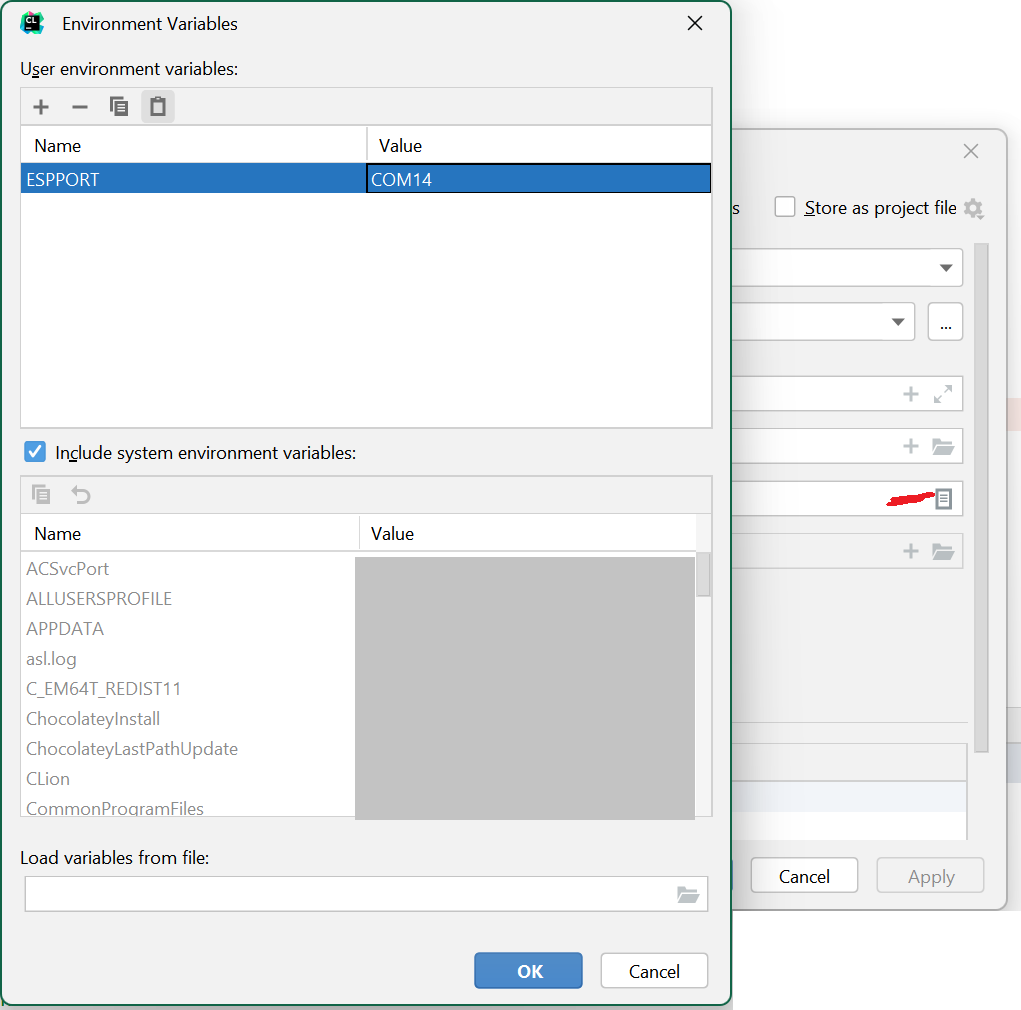 CL
Environment Variables
User environment variables:
Name Value
ESPPORT COM14
Include system environment variables:
Name Value
ACSvcPort
ALLUSERSPROFILE
APPDATA
asl.log
C_EM64T_REDIST11
ChocolateyInstall
ChocolateyLastPathUpdate
CLion
CommonProgramFiles
Load variables from file:
OK Cancel
s Store as project file
...
Cancel Apply